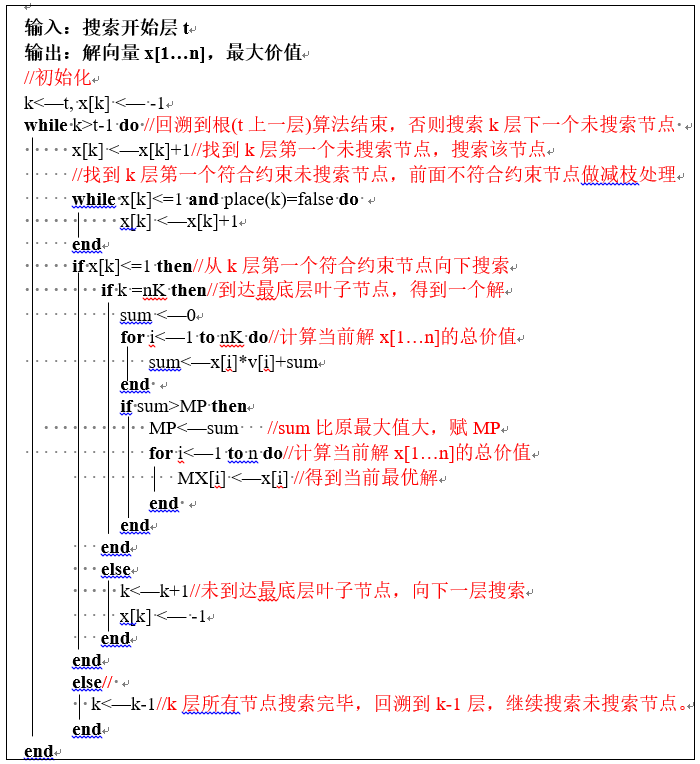 输入：搜索开始层 t
输出：解向量 x[1…n]，最大价值
//初始化
k<—t, x[k] <— -1
while k>t-1 do //回溯到根(t 上一层)算法结束，否则搜索 k 层下一个未搜索节点
x[k] <—x[k]+1//找到 k 层第一个未搜索节点，搜索该节点
//找到 k 层第一个符合约束未搜索节点，前面不符合约束节点做减枝处理
while x[k]<=1 and place(k)=false do
x[k] <—x[k]+1
end
if x[k]<=1 then//从 k 层第一个符合约束节点向下搜索
if k =nK then//到达最底层叶子节点，得到一个解
sum <—0
for i<—1 to nK do//计算当前解 x[1…n]的总价值
sum<—x[i]*v[i]+sum
end
if sum>MP then
MP<—sum //sum 比原最大值大，赋 MP
for i<—1 to n do//计算当前解 x[1…n]的总价值
MX[i] <—x[i] //得到当前最优解
end
end
end
else
k<—k+1//未到达最底层叶子节点，向下一层搜索
x[k] <— -1
end
end
else//
k<—k-1//k 层所有节点搜索完毕，回溯到 k-1 层，继续搜索未搜索节点。
end
end